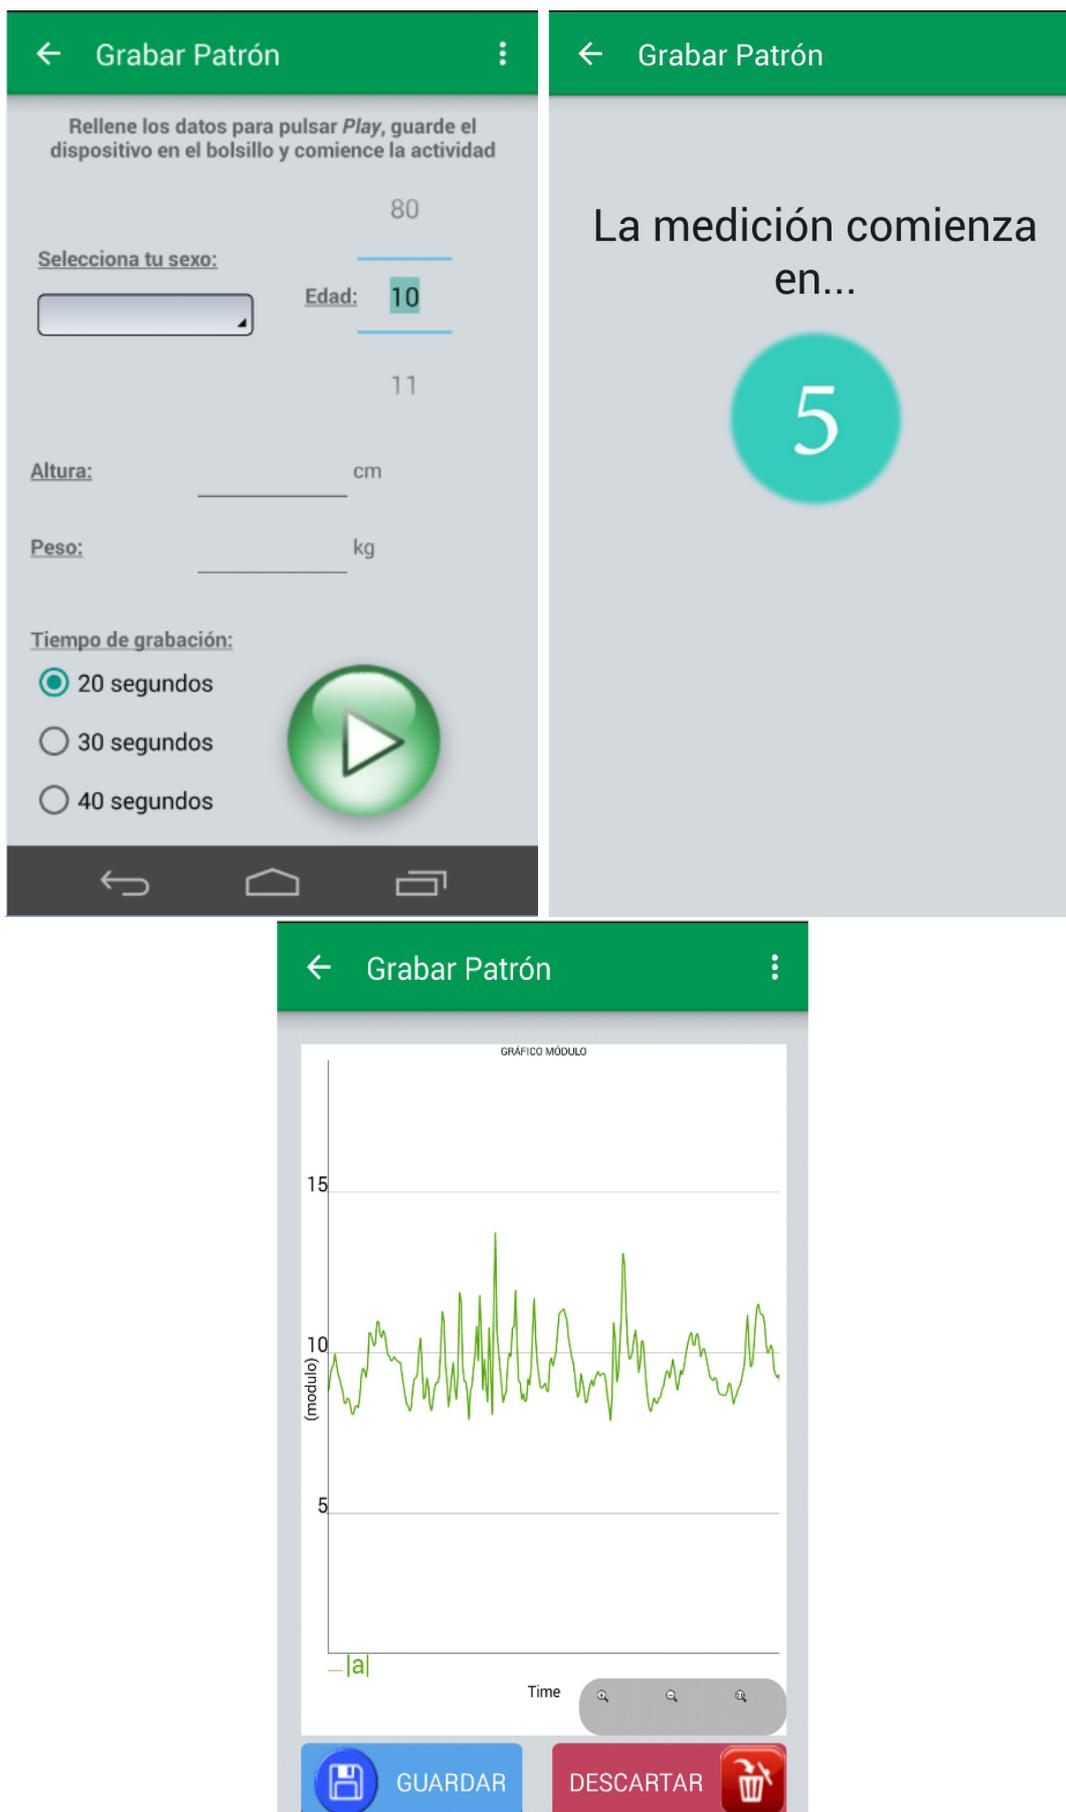 Grabar Patrón
Rellene los datos para pulsar Play, guarde el
dispositivo en el bolsillo y comience la actividad
80
Selecciona tu sexo:
Edad: 10
11
Altura: cm
Peso: kg
Tiempo de grabación:
20 segundos
30 segundos
40 segundos
Grabar Patrón
La medición comienza
en...
5
Grabar Patrón
GRÁFICO MÓDULO
15
10
(modulo)
5
|a|
Time
GUARDAR
DESCARTAR